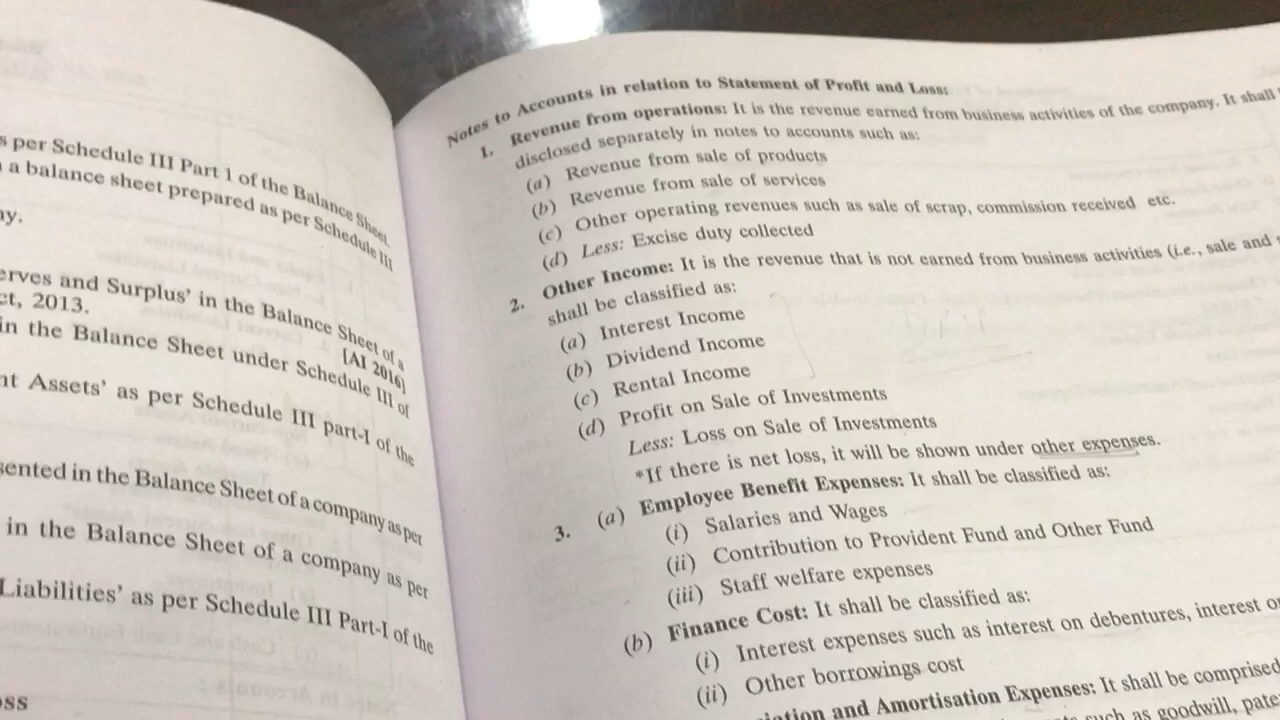 s per Schedule III Part 1 of the Balance Sheet.
a balance sheet prepared as per Schedule III
ny.
erves and Surplus' in the Balance Sheet of a
ct, 2013. [AI 2016]
in the Balance Sheet under Schedule III of
nt Assets' as per Schedule III part-I of the
sented in the Balance Sheet of a company as per
in the Balance Sheet of a company as per
Liabilities' as per Schedule III Part-I of the
oss
Notes to Accounts in relation to Statement of Profit and Loss:
1. Revenue from operations: It is the revenue earned from business activities of the company. It shall
disclosed separately in notes to accounts such as:
(a) Revenue from sale of products
(b) Revenue from sale of services
(c) Other operating revenues such as sale of scrap, commission received etc.
(d) Less: Excise duty collected
2. Other Income: It is the revenue that is not earned from business activities (i.e., sale and
shall be classified as:
(a) Interest Income
(b) Dividend Income
(c) Rental Income
(d) Profit on Sale of Investments
Less: Loss on Sale of Investments
*If there is net loss, it will be shown under other expenses.
3. (a) Employee Benefit Expenses: It shall be classified as:
(i) Salaries and Wages
(ii) Contribution to Provident Fund and Other Fund
(iii) Staff welfare expenses
(b) Finance Cost: It shall be classified as:
(i) Interest expenses such as interest on debentures, interest
(ii) Other borrowings cost
iation and Amortisation Expenses: It shall be comprised
such as goodwill, pate